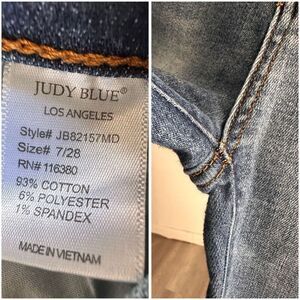 JUDY BLUE®
LOS ANGELES
Style# JB82157MD
Size# 7/28
RN# 116380
93% COTTON
6% POLYESTER
1% SPANDEX
MADE IN VIETNAM